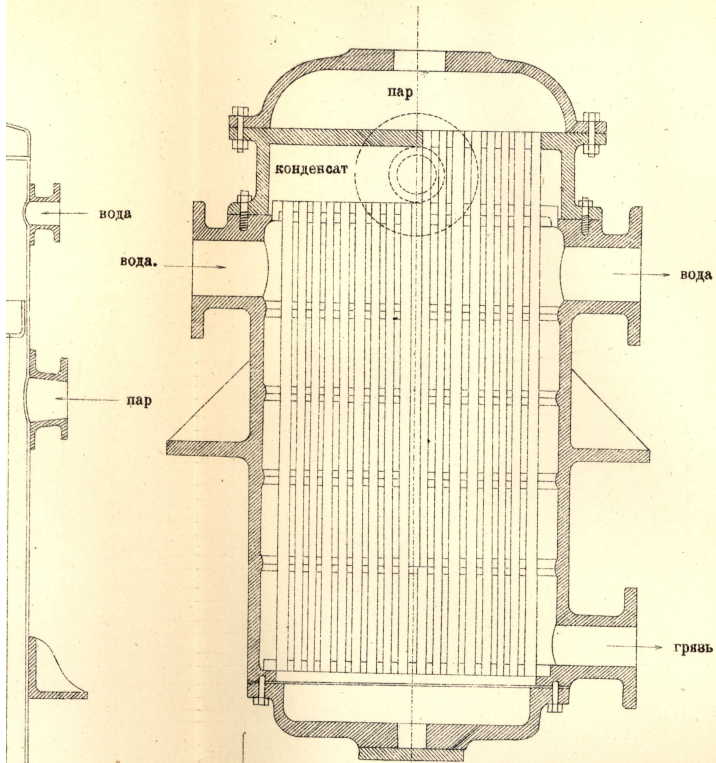 пар
конденсат
вода
вода.
вода
пар
грязь